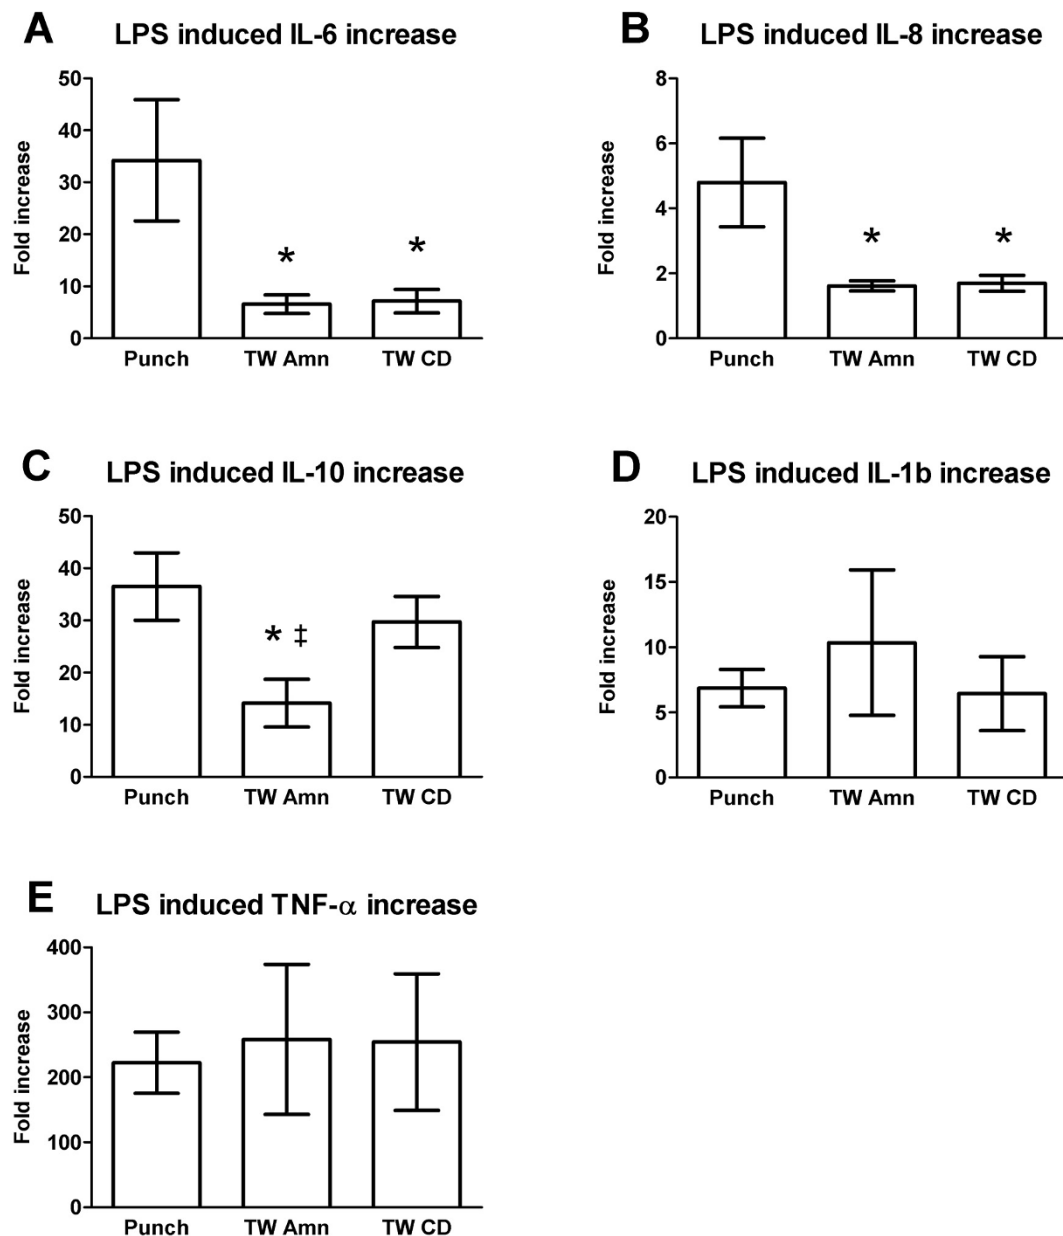 A LPS induced IL-6 increase
Fold increase
50
40
30
20
10
0
*
*
Punch TW Amn TW CD
B LPS induced IL-8 increase
Fold increase
8
6
4
2
0
*
*
Punch TW Amn TW CD
C LPS induced IL-10 increase
Fold increase
50
40
30
20
10
0
* ‡
Punch TW Amn TW CD
D LPS induced IL-1b increase
Fold increase
20
15
10
5
0
Punch TW Amn TW CD
E LPS induced TNF-α increase
Fold increase
400
300
200
100
0
Punch TW Amn TW CD